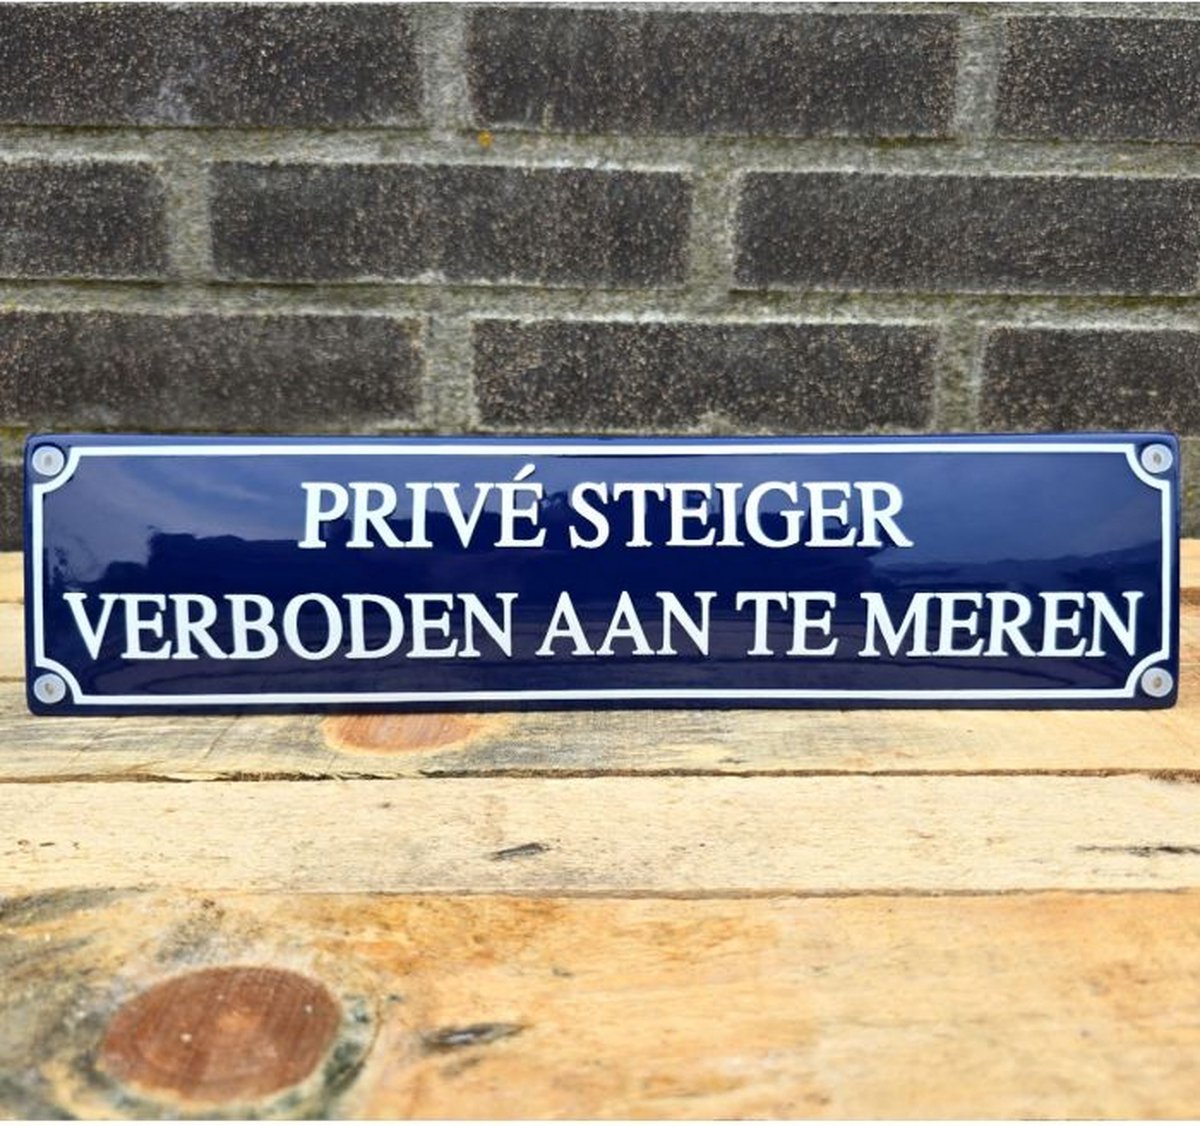 PRIVÉ STEIGER
VERBODEN AAN TE MEREN